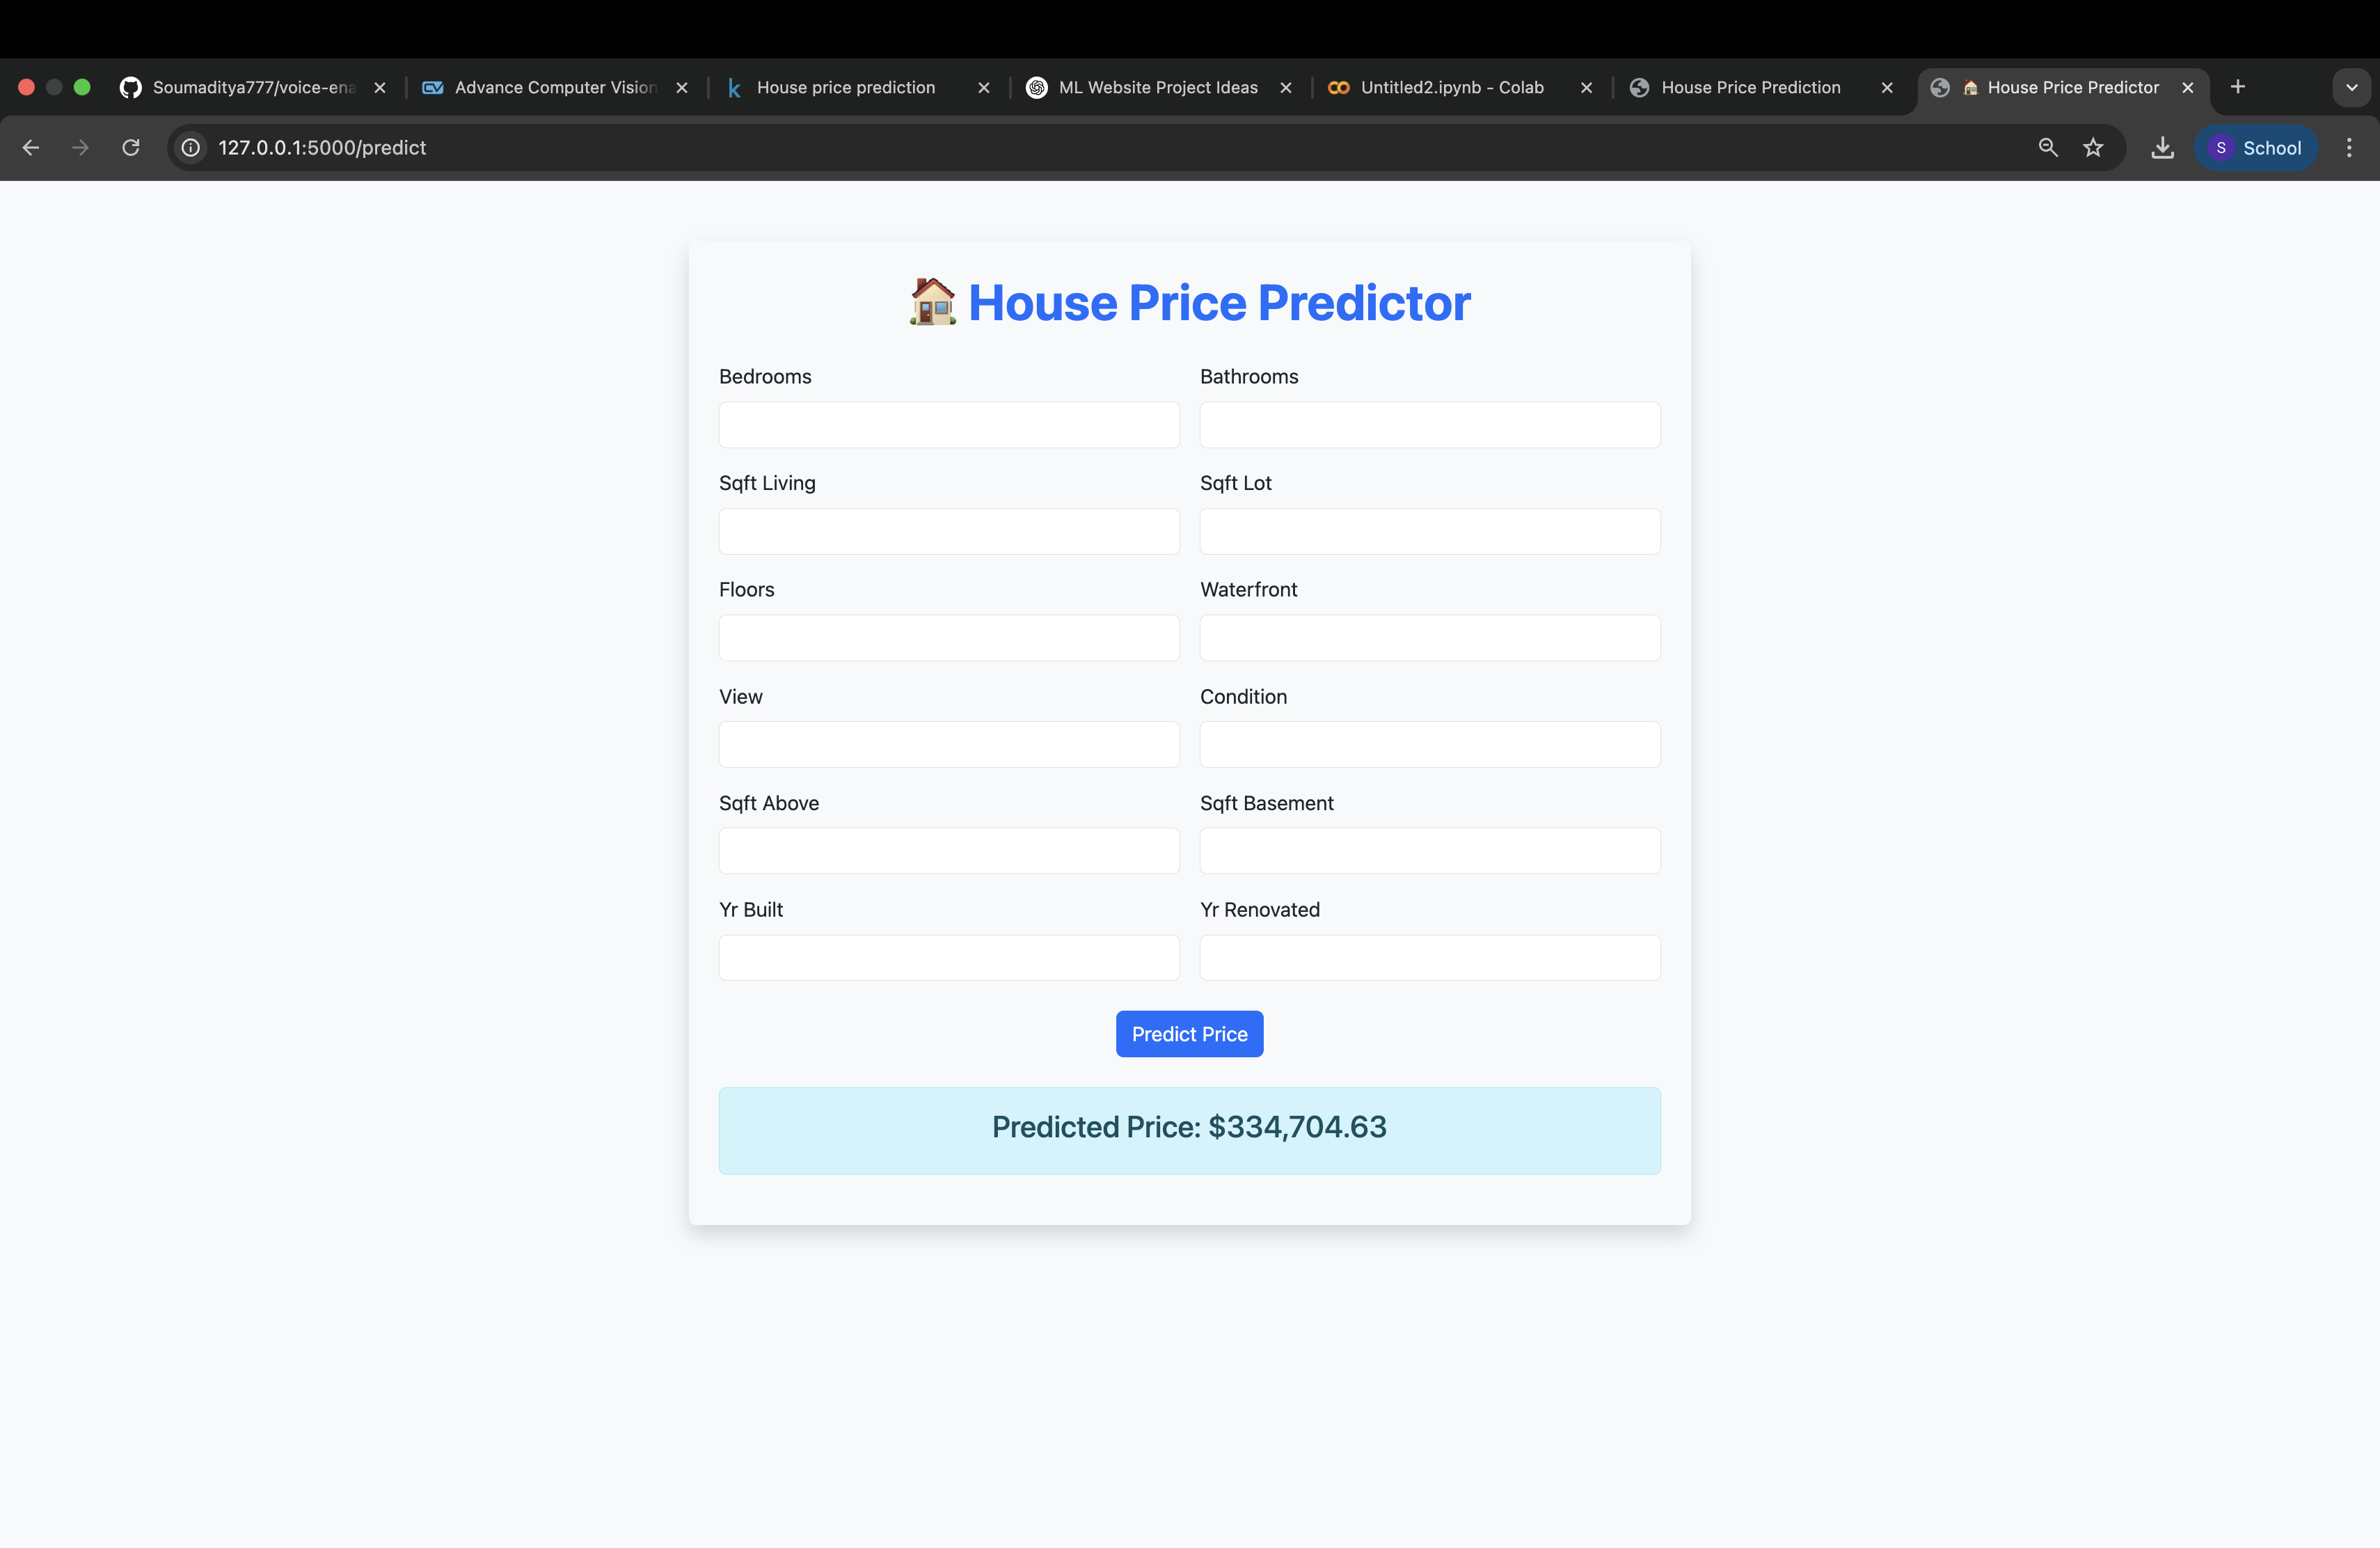 Soumaditya777/voice-ena
Advance Computer Vision
House price prediction
ML Website Project Ideas
Untitled2.ipynb - Colab
House Price Prediction
House Price Predictor
127.0.0.1:5000/predict
S School
House Price Predictor
Bedrooms
Bathrooms
Sqft Living
Sqft Lot
Floors
Waterfront
View
Condition
Sqft Above
Sqft Basement
Yr Built
Yr Renovated
Predict Price
Predicted Price: $334,704.63